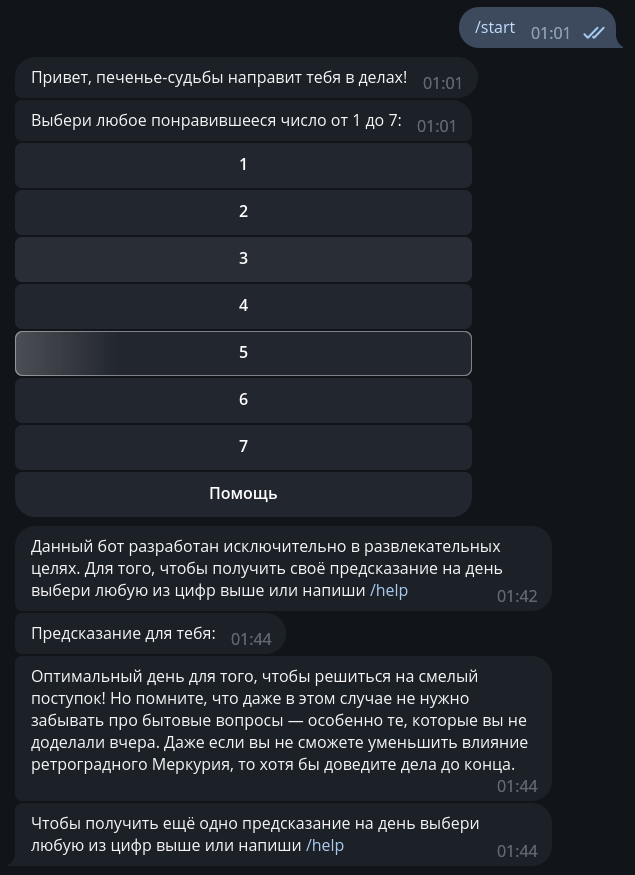 /start 01:01
Привет, печенье-судьбы направит тебя в делах! 01:01
Выбери любое понравившееся число от 1 до 7: 01:01
1
2
3
4
5
6
7
Помощь
Данный бот разработан исключительно в развлекательных
целях. Для того, чтобы получить своё предсказание на день
выбери любую из цифр выше или напиши /help 01:42
Предсказание для тебя: 01:44
Оптимальный день для того, чтобы решиться на смелый
поступок! Но помните, что даже в этом случае не нужно
забывать про бытовые вопросы — особенно те, которые вы не
доделали вчера. Даже если вы не сможете уменьшить влияние
ретроградного Меркурия, то хотя бы доведите дела до конца.
01:44
Чтобы получить ещё одно предсказание на день выбери
любую из цифр выше или напиши /help 01:44